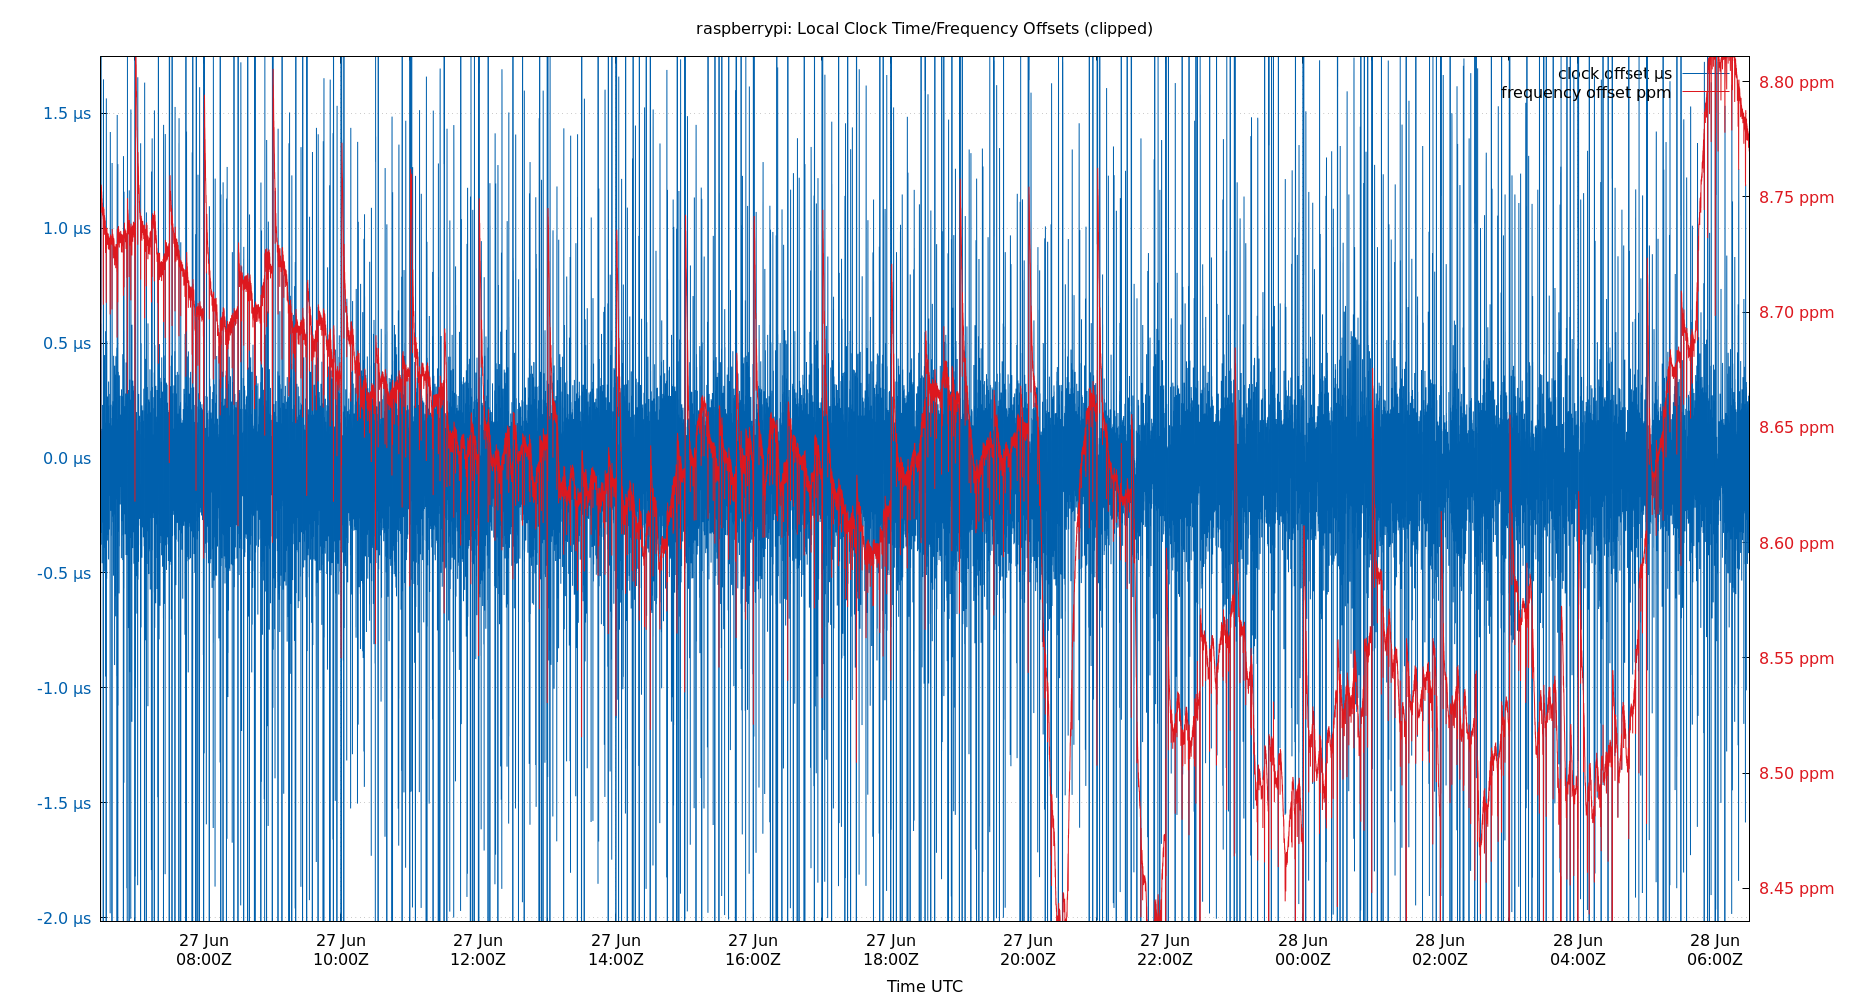 raspberrypi: Local Clock Time/Frequency Offsets (clipped)
clock offset µs
frequency offset ppm
1.5 µs
1.0 µs
0.5 µs
0.0 µs
-0.5 µs
-1.0 µs
-1.5 µs
-2.0 µs
8.80 ppm
8.75 ppm
8.70 ppm
8.65 ppm
8.60 ppm
8.55 ppm
8.50 ppm
8.45 ppm
27 Jun 27 Jun 27 Jun 27 Jun 27 Jun 27 Jun 27 Jun 27 Jun 28 Jun 28 Jun 28 Jun 28 Jun
08:00Z 10:00Z 12:00Z 14:00Z 16:00Z 18:00Z 20:00Z 22:00Z 00:00Z 02:00Z 04:00Z 06:00Z
Time UTC